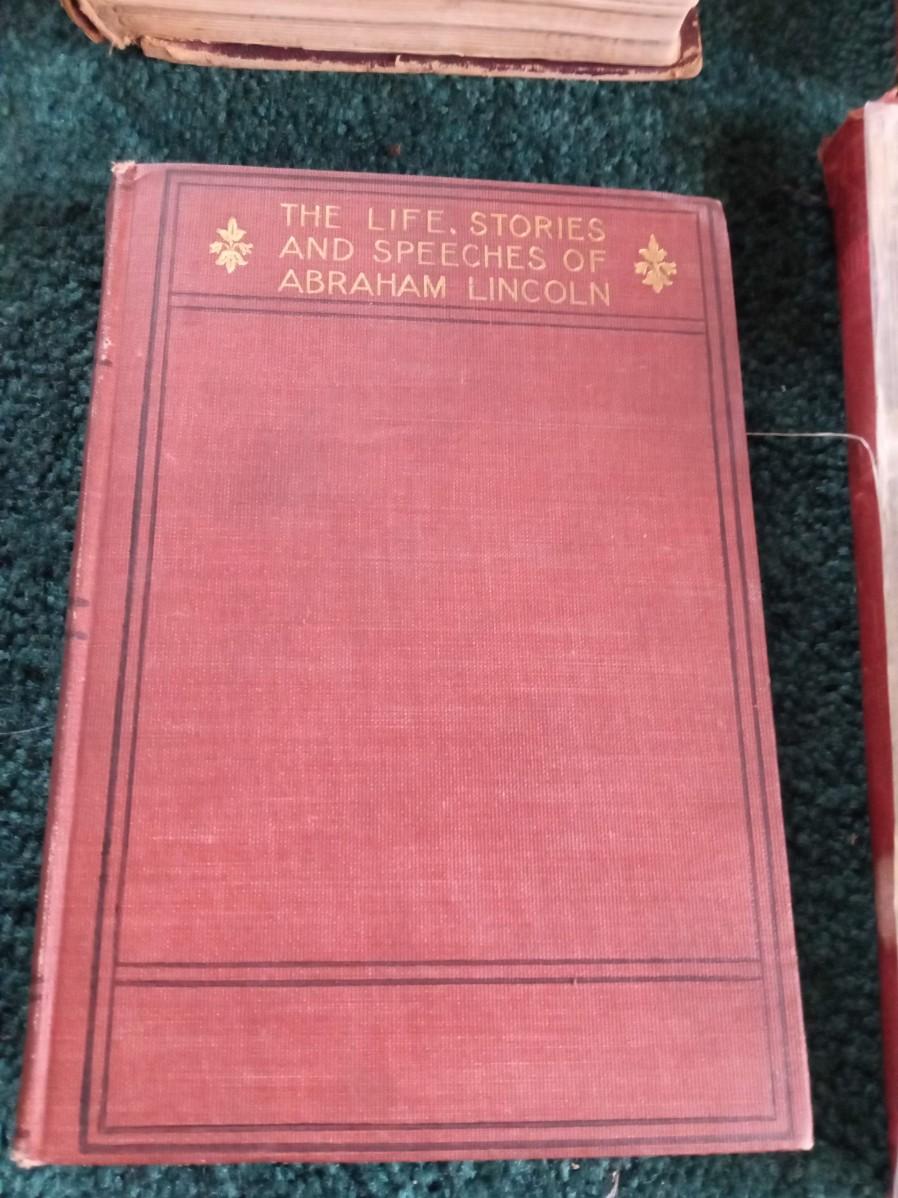 THE LIFE. STORIES
AND SPEECHES OF
ABRAHAM LINCOLN